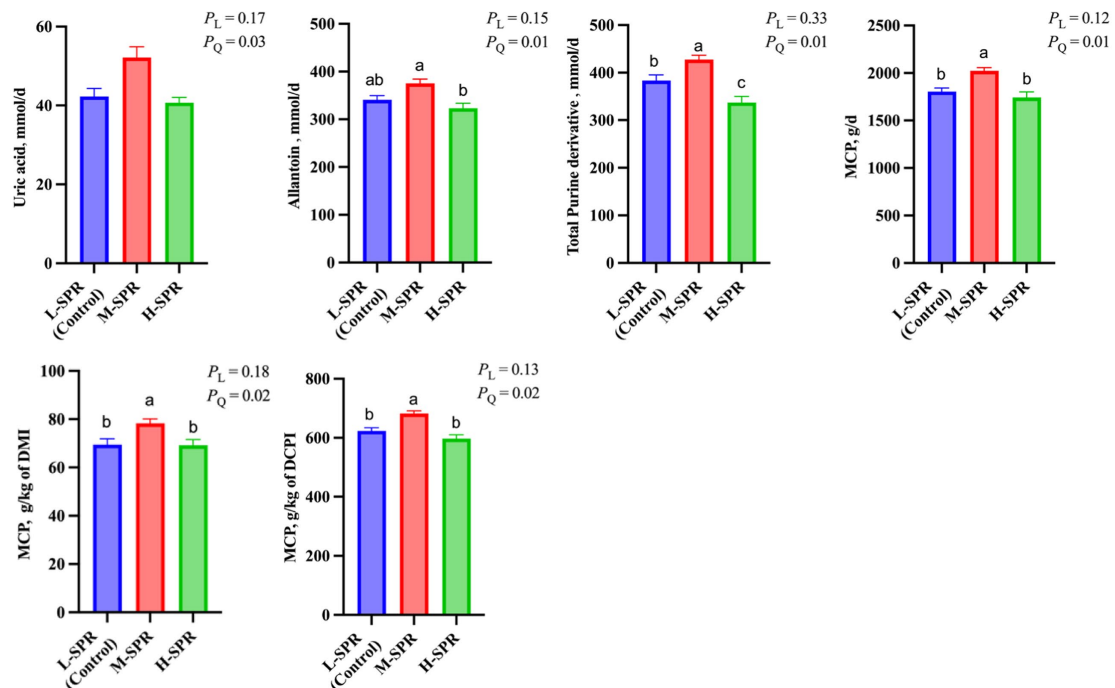 Uric acid, mmol/d
60
40
20
0
P_L = 0.17
P_Q = 0.03
L-SPR
(Control)
M-SPR
H-SPR
Allantoin , mmol/d
500
400
300
200
100
0
ab
a
b
P_L = 0.15
P_Q = 0.01
L-SPR
(Control)
M-SPR
H-SPR
Total Purine derivative , mmol/d
500
400
300
200
100
0
b
a
c
P_L = 0.33
P_Q = 0.01
L-SPR
(Control)
M-SPR
H-SPR
MCP, g/d
2500
2000
1500
1000
500
0
b
a
b
P_L = 0.12
P_Q = 0.01
L-SPR
(Control)
M-SPR
H-SPR
MCP, g/kg of DMI
100
80
60
40
20
0
b
a
b
P_L = 0.18
P_Q = 0.02
L-SPR
(Control)
M-SPR
H-SPR
MCP, g/kg of DCPI
800
600
400
200
0
b
a
b
P_L = 0.13
P_Q = 0.02
L-SPR
(Control)
M-SPR
H-SPR